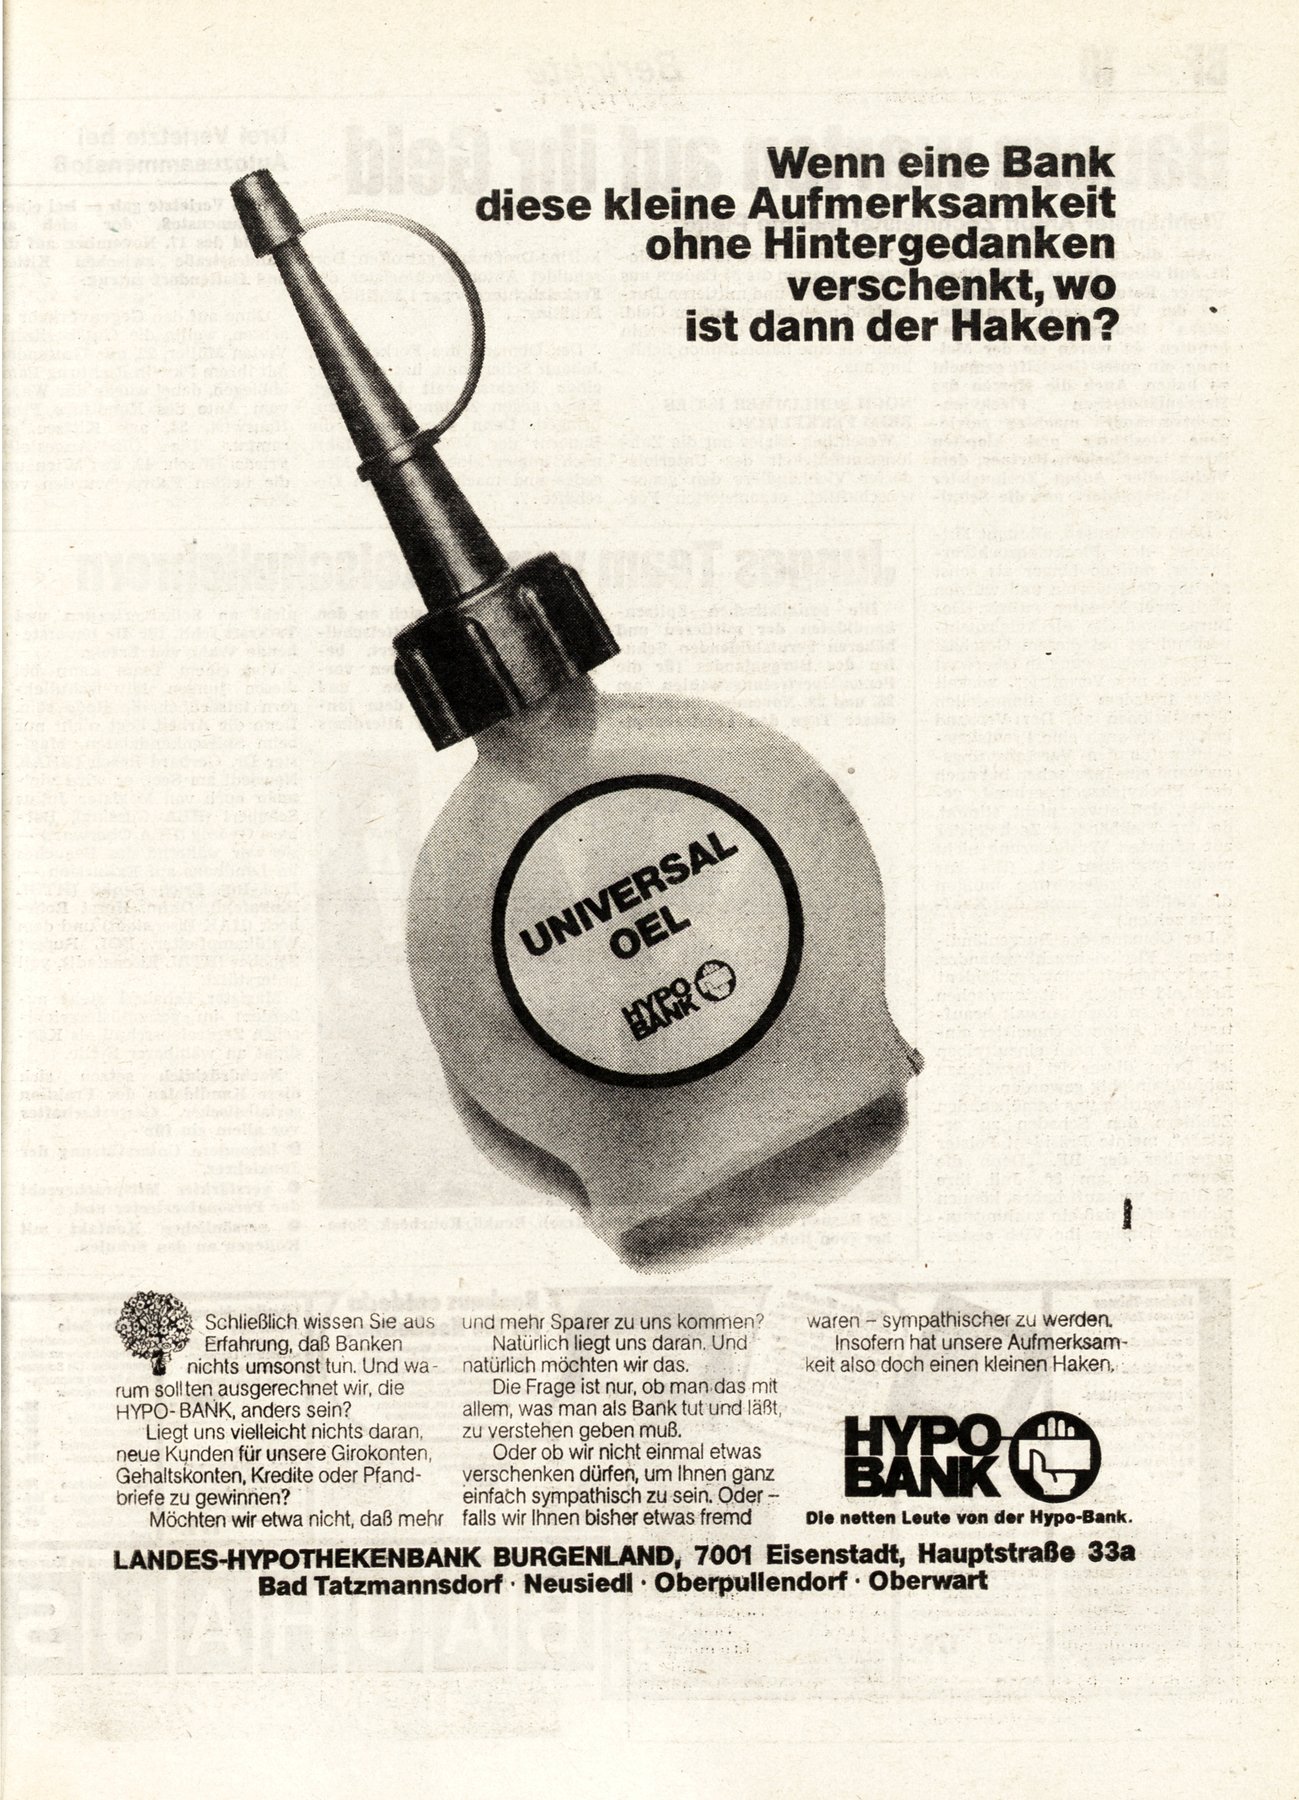 Wenn eine Bank
diese kleine Aufmerksamkeit
ohne Hintergedanken
verschenkt, wo
ist dann der Haken?
UNIVERSAL
OEL
HYPO
BANK
Schließlich wissen Sie aus
Erfahrung, daß Banken
nichts umsonst tun. Und wa-
rum sollten ausgerechnet wir, die
HYPO-BANK, anders sein?
Liegt uns vielleicht nichts daran,
neue Kunden für unsere Girokonten,
Gehaltskonten, Kredite oder Pfand-
briefe zu gewinnen?
Möchten wir etwa nicht, daß mehr
und mehr Sparer zu uns kommen?
Natürlich liegt uns daran. Und
natürlich möchten wir das.
Die Frage ist nur, ob man das mit
allem, was man als Bank tut und läßt,
zu verstehen geben muß.
Oder ob wir nicht einmal etwas
verschenken dürfen, um Ihnen ganz
einfach sympathisch zu sein. Oder –
falls wir Ihnen bisher etwas fremd
waren – sympathischer zu werden.
Insofern hat unsere Aufmerksam-
keit also doch einen kleinen Haken.
HYPO
BANK
Die netten Leute von der Hypo-Bank.
LANDES-HYPOTHEKENBANK BURGENLAND, 7001 Eisenstadt, Hauptstraße 33a
Bad Tatzmannsdorf · Neusiedl · Oberpullendorf · Oberwart